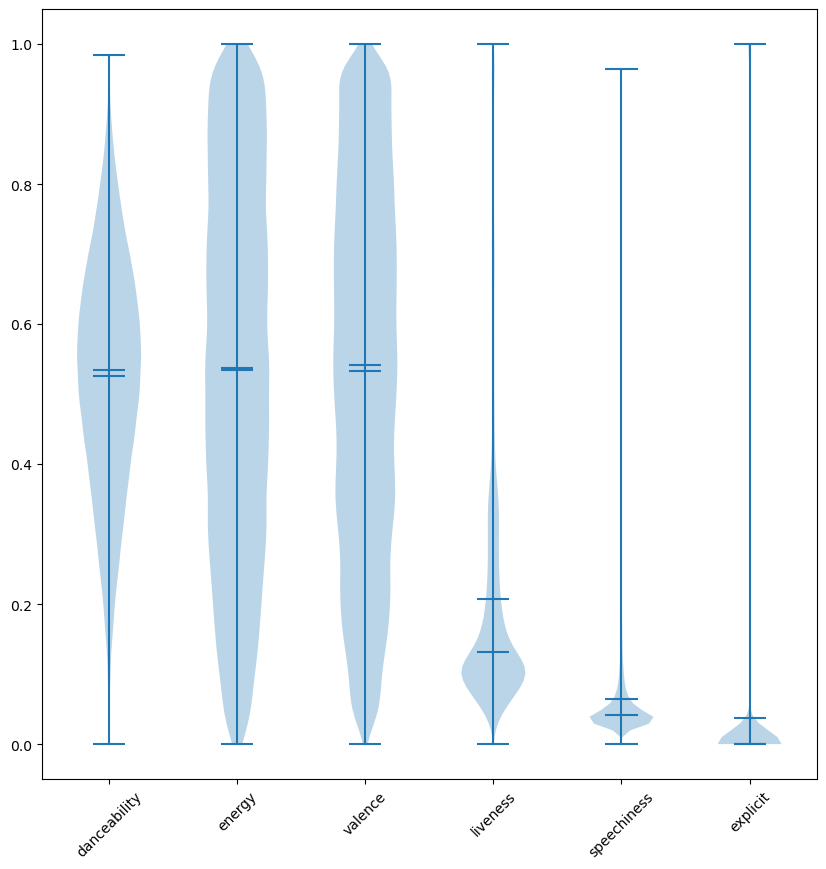 1.0
0.8
0.6
0.4
0.2
0.0
danceability
energy
valence
liveness
speechiness
explicit